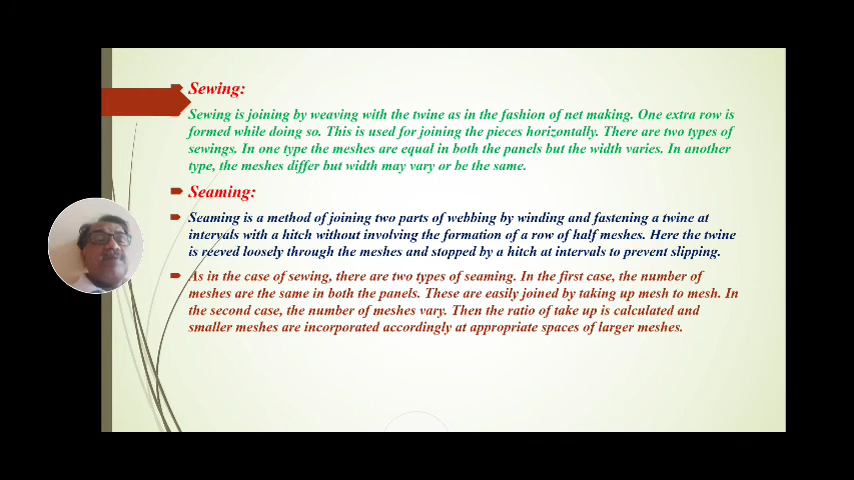 Sewing:
Sewing is joining by weaving with the twine as in the fashion of net making. One extra row is
formed while doing so. This is used for joining the pieces horizontally. There are two types of
sewings. In one type the meshes are equal in both the panels but the width varies. In another
type, the meshes differ but width may vary or be the same.
Seaming:
Seaming is a method of joining two parts of webbing by winding and fastening a twine at
intervals with a hitch without involving the formation of a row of half meshes. Here the twine
is reeved loosely through the meshes and stopped by a hitch at intervals to prevent slipping.
As in the case of sewing, there are two types of seaming. In the first case, the number of
meshes are the same in both the panels. These are easily joined by taking up mesh to mesh. In
the second case, the number of meshes vary. Then the ratio of take up is calculated and
smaller meshes are incorporated accordingly at appropriate spaces of larger meshes.